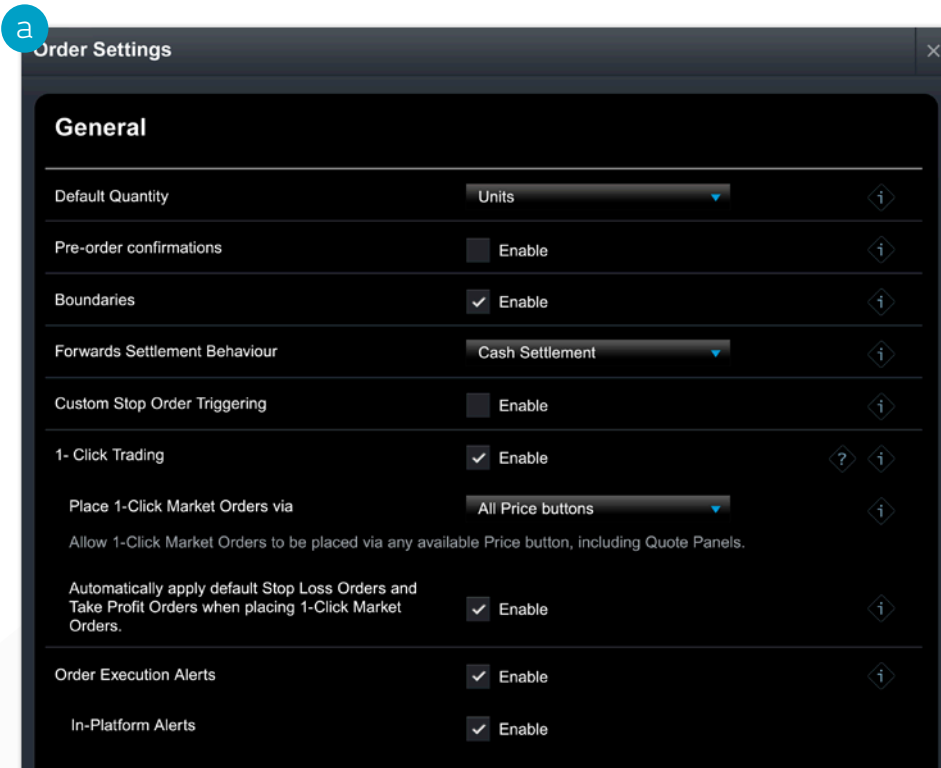 a
Order Settings
General
Default Quantity Units
Pre-order confirmations Enable
Boundaries Enable
Forwards Settlement Behaviour Cash Settlement
Custom Stop Order Triggering Enable
1- Click Trading Enable ?
Place 1-Click Market Orders via All Price buttons
Allow 1-Click Market Orders to be placed via any available Price button, including Quote Panels.
Automatically apply default Stop Loss Orders and
Take Profit Orders when placing 1-Click Market Enable
Orders.
Order Execution Alerts Enable
In-Platform Alerts Enable